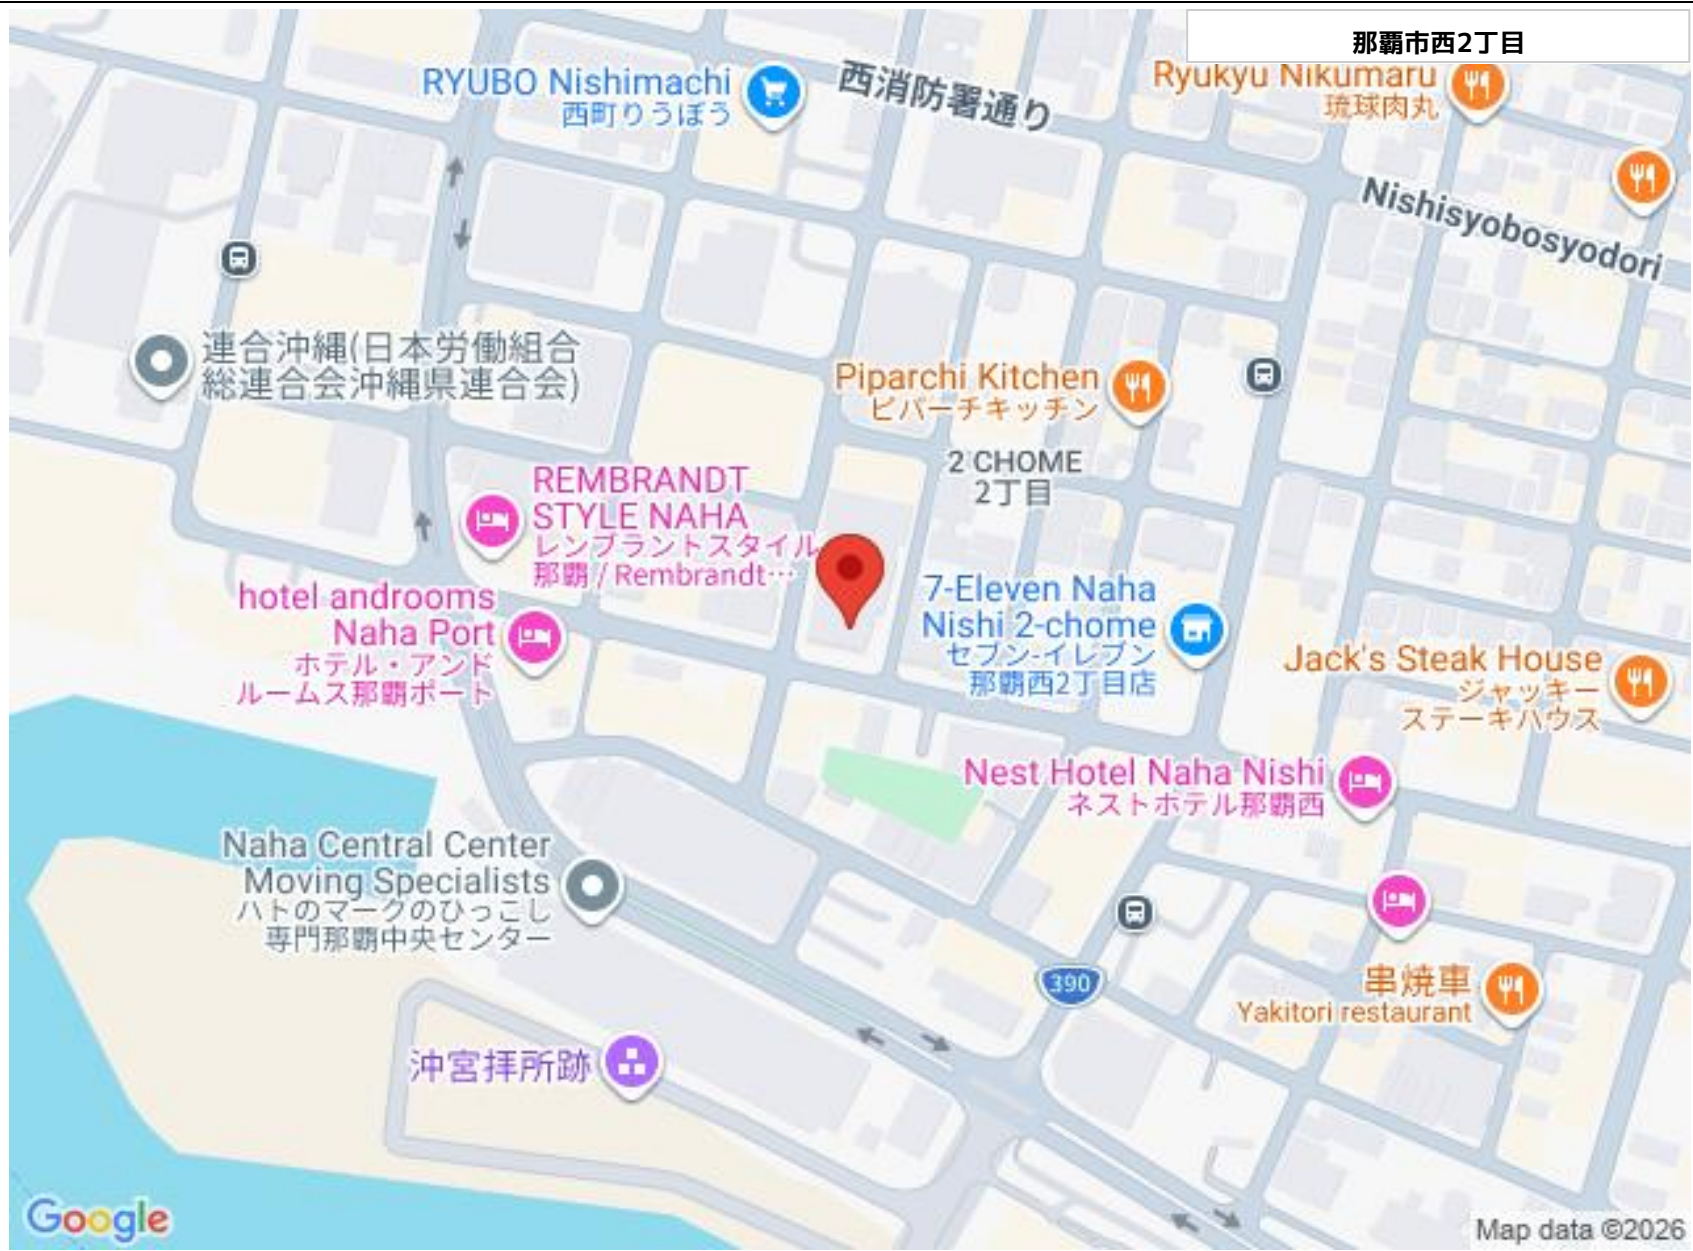 那覇市西2丁目
RYUBO Nishimachi
西町りうぼう
西消防署通り
Ryukyu Nikumaru
琉球肉丸
Nishisyobosyodori
連合沖縄(日本労働組合
総連合会沖縄県連合会)
Piparchi Kitchen
ピパーチキッチン
2 CHOME
2丁目
REMBRANDT
STYLE NAHA
レンブラントスタイル
那覇 / Rembrandt…
hotel androoms
Naha Port
ホテル・アンド
ルームス那覇ポート
7-Eleven Naha
Nishi 2-chome
セブン-イレブン
那覇西2丁目店
Jack's Steak House
ジャッキー
ステーキハウス
Nest Hotel Naha Nishi
ネストホテル那覇西
Naha Central Center
Moving Specialists
ハトのマークのひっこし
専門那覇中央センター
390
串焼車
Yakitori restaurant
沖宮拝所跡
Google
Map data ©2026